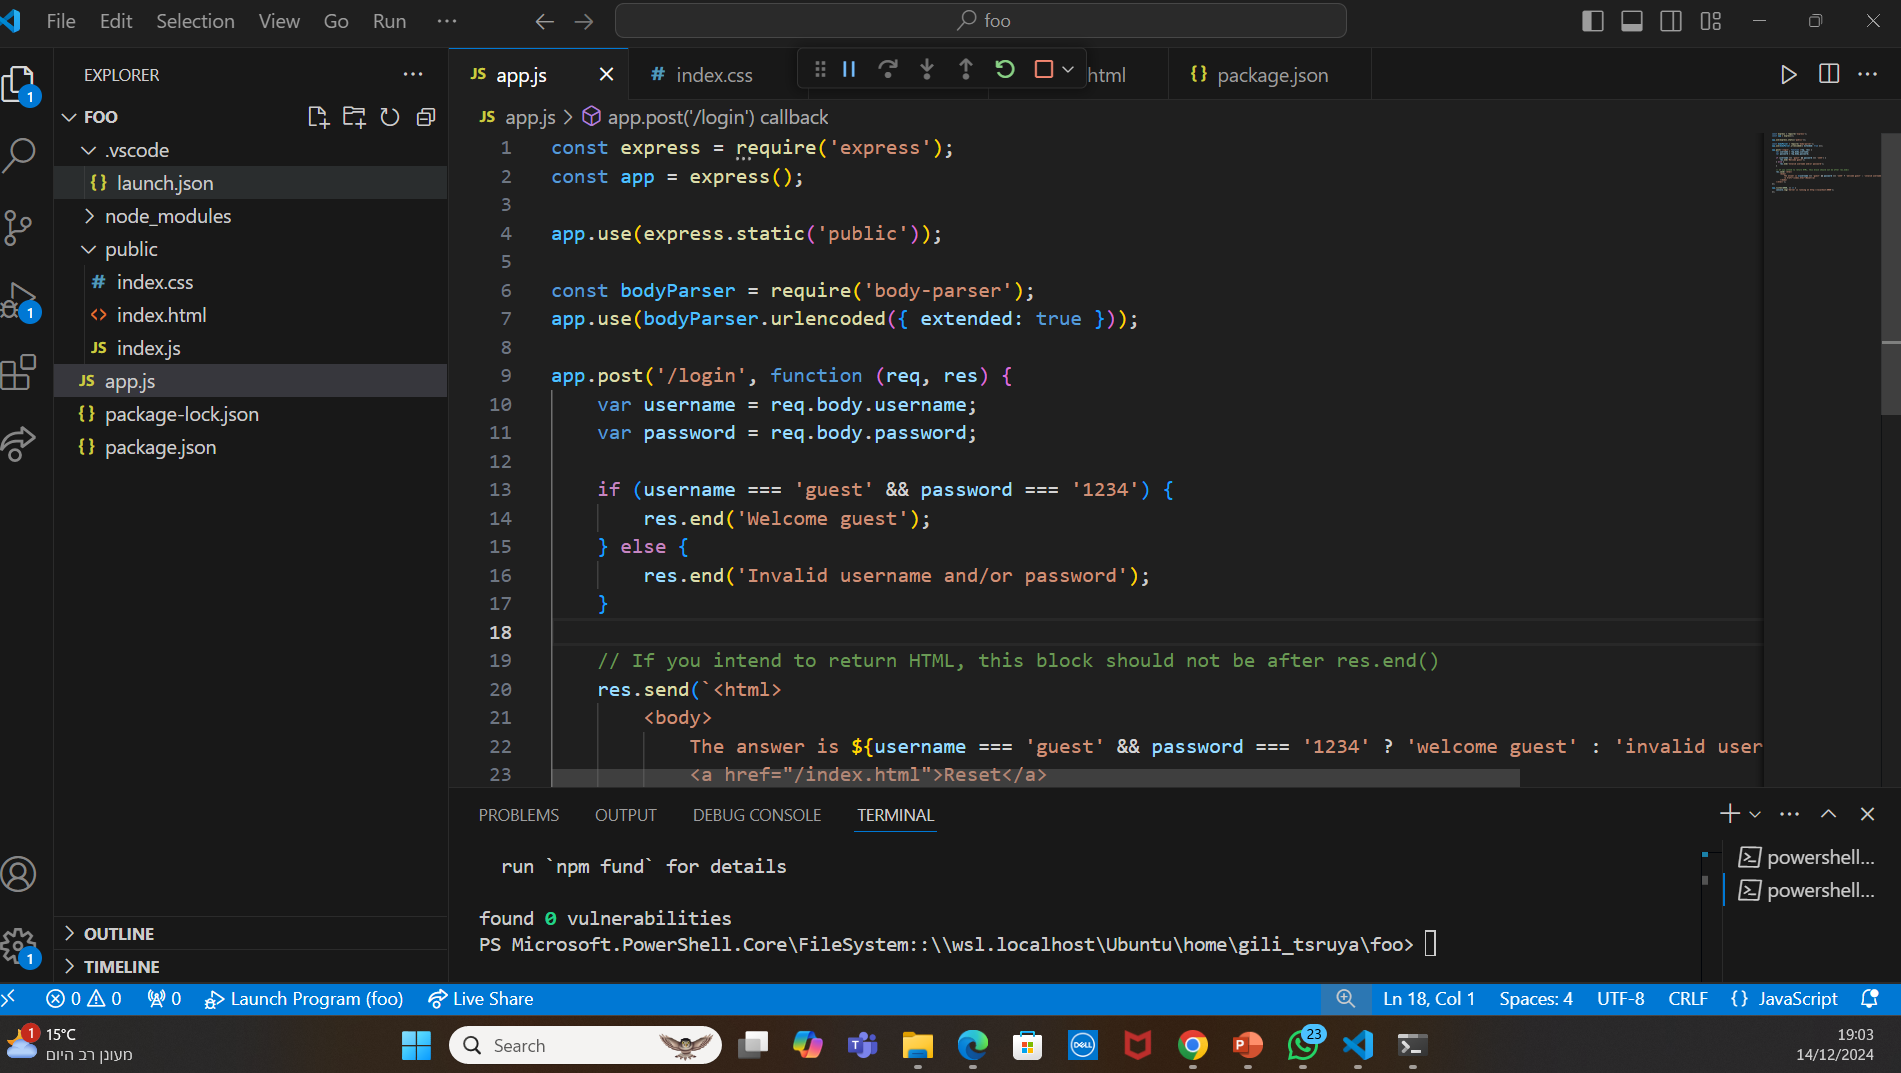 File Edit Selection View Go Run ···
foo
EXPLORER
FOO
.vscode
launch.json
node_modules
public
index.css
index.html
index.js
app.js
package-lock.json
package.json
OUTLINE
TIMELINE
JS app.js
# index.css
html
{} package.json
JS app.js > app.post('/login') callback
1 const express = require('express');
2 const app = express();
3
4 app.use(express.static('public'));
5
6 const bodyParser = require('body-parser');
7 app.use(bodyParser.urlencoded({ extended: true }));
8
9 app.post('/login', function (req, res) {
10 var username = req.body.username;
11 var password = req.body.password;
12
13 if (username === 'guest' && password === '1234') {
14 res.end('Welcome guest');
15 } else {
16 res.end('Invalid username and/or password');
17 }
18
19 // If you intend to return HTML, this block should not be after res.end()
20 res.send(`<html>
21 <body>
22 The answer is ${username === 'guest' && password === '1234' ? 'welcome guest' : 'invalid user
23 <a href="/index.html">Reset</a>
PROBLEMS OUTPUT DEBUG CONSOLE TERMINAL
run `npm fund` for details
found 0 vulnerabilities
PS Microsoft.PowerShell.Core\FileSystem::\\wsl.localhost\Ubuntu\home\gili_tsruya\foo>
powershell...
powershell...
1
1
1
0 0 0 Launch Program (foo) Live Share
Ln 18, Col 1 Spaces: 4 UTF-8 CRLF {} JavaScript
1
15°C
מעונן רב היום
Search
DELL
23
19:03
14/12/2024